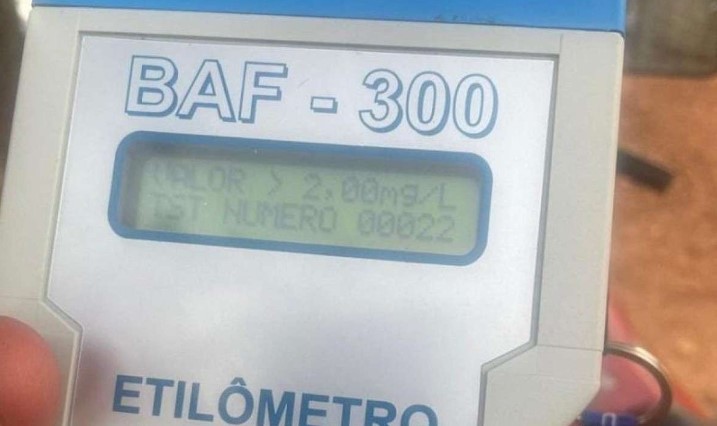 BAF - 300
VALOR > 2,00mg/L
TST NUMERO 00022
ETILÔMETRO